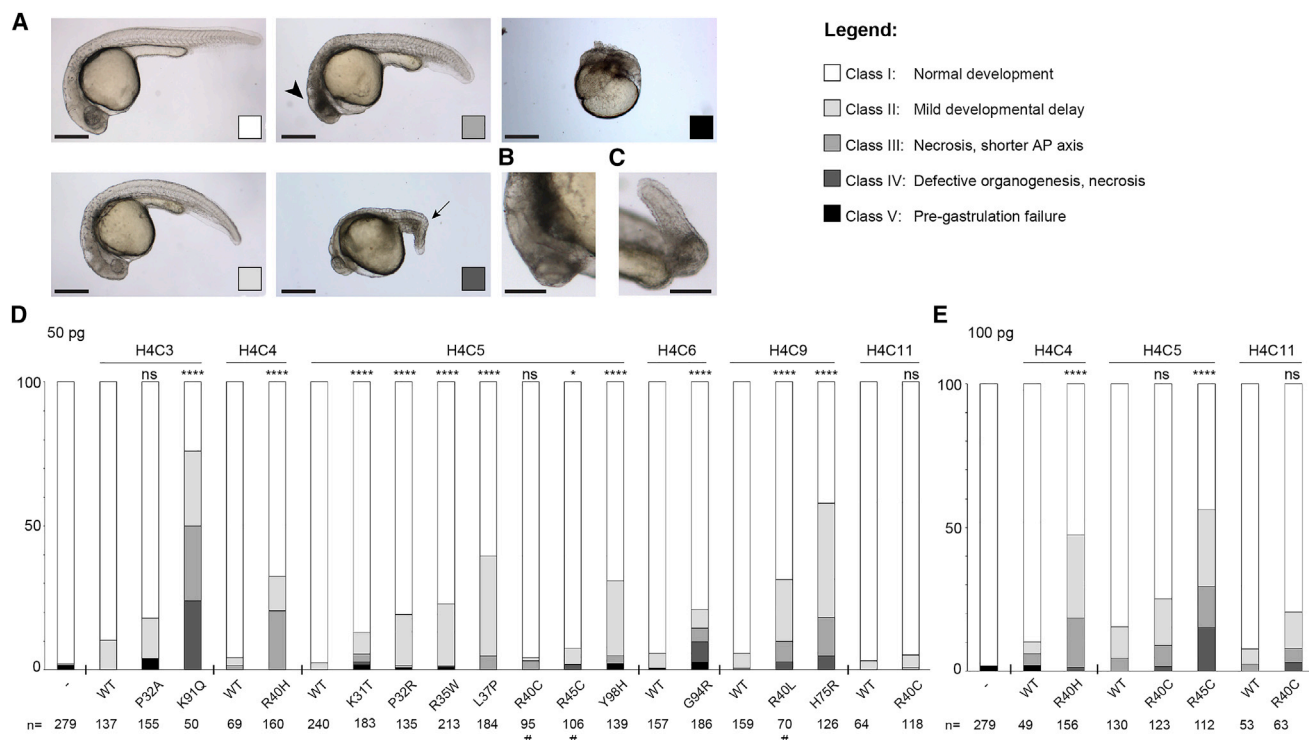 A
B
C
Legend:
Class I: Normal development
Class II: Mild developmental delay
Class III: Necrosis, shorter AP axis
Class IV: Defective organogenesis, necrosis
Class V: Pre-gastrulation failure
D
50 pg
H4C3 H4C4 H4C5 H4C6 H4C9 H4C11
ns **** **** **** **** **** **** ns * **** **** **** **** ns
100
50
0
- WT P32A K91Q WT R40H WT K31T P32R R35W L37P R40C R45C Y98H WT G94R WT R40L H75R WT R40C
n= 279 137 155 50 69 160 240 183 135 213 184 95 106 139 157 186 159 70 126 64 118
# # #
E
100 pg
H4C4 H4C5 H4C11
**** ns **** ns
100
50
0
- WT R40H WT R40C R45C WT R40C
n= 279 49 156 130 123 112 53 63